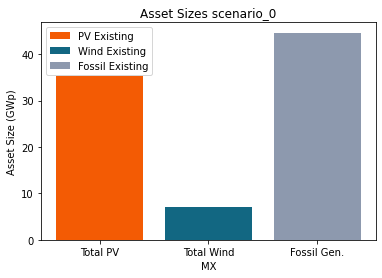 Asset Sizes scenario_0
PV Existing
Wind Existing
Fossil Existing
Asset Size (GWp)
40
30
20
10
0
Total PV
Total Wind
Fossil Gen.
MX